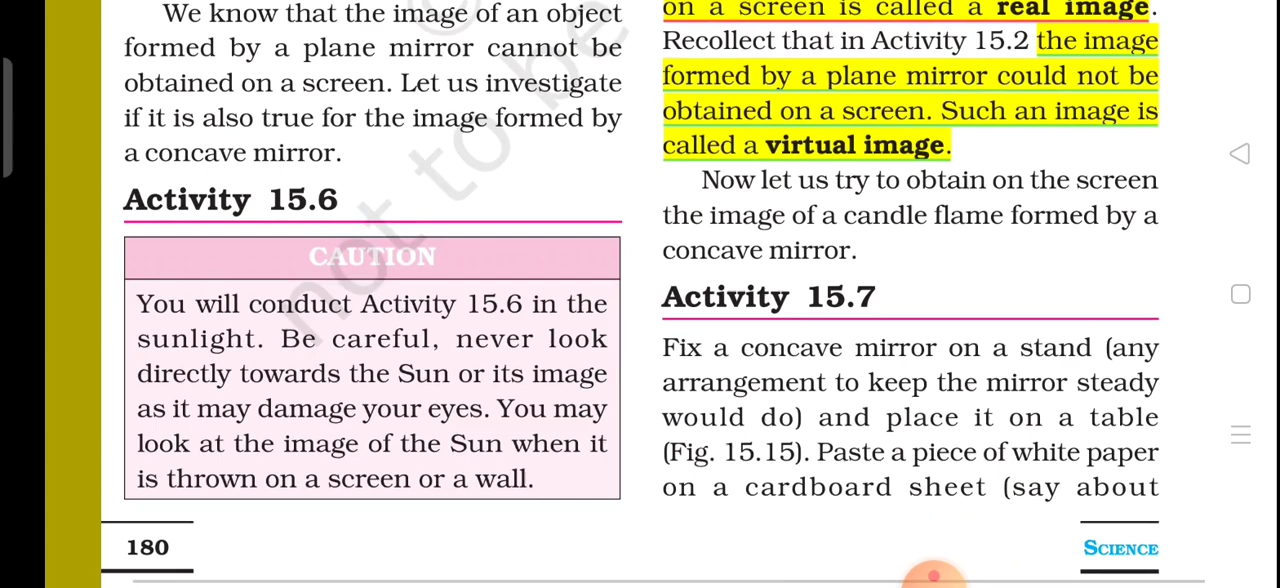 We know that the image of an object
formed by a plane mirror cannot be
obtained on a screen. Let us investigate
if it is also true for the image formed by
a concave mirror.
Activity 15.6
CAUTION
You will conduct Activity 15.6 in the
sunlight. Be careful, never look
directly towards the Sun or its image
as it may damage your eyes. You may
look at the image of the Sun when it
is thrown on a screen or a wall.
180
on a screen is called a real image.
Recollect that in Activity 15.2 the image
formed by a plane mirror could not be
obtained on a screen. Such an image is
called a virtual image.
Now let us try to obtain on the screen
the image of a candle flame formed by a
concave mirror.
Activity 15.7
Fix a concave mirror on a stand (any
arrangement to keep the mirror steady
would do) and place it on a table
(Fig. 15.15). Paste a piece of white paper
on a cardboard sheet (say about
SCIENCE
not to be